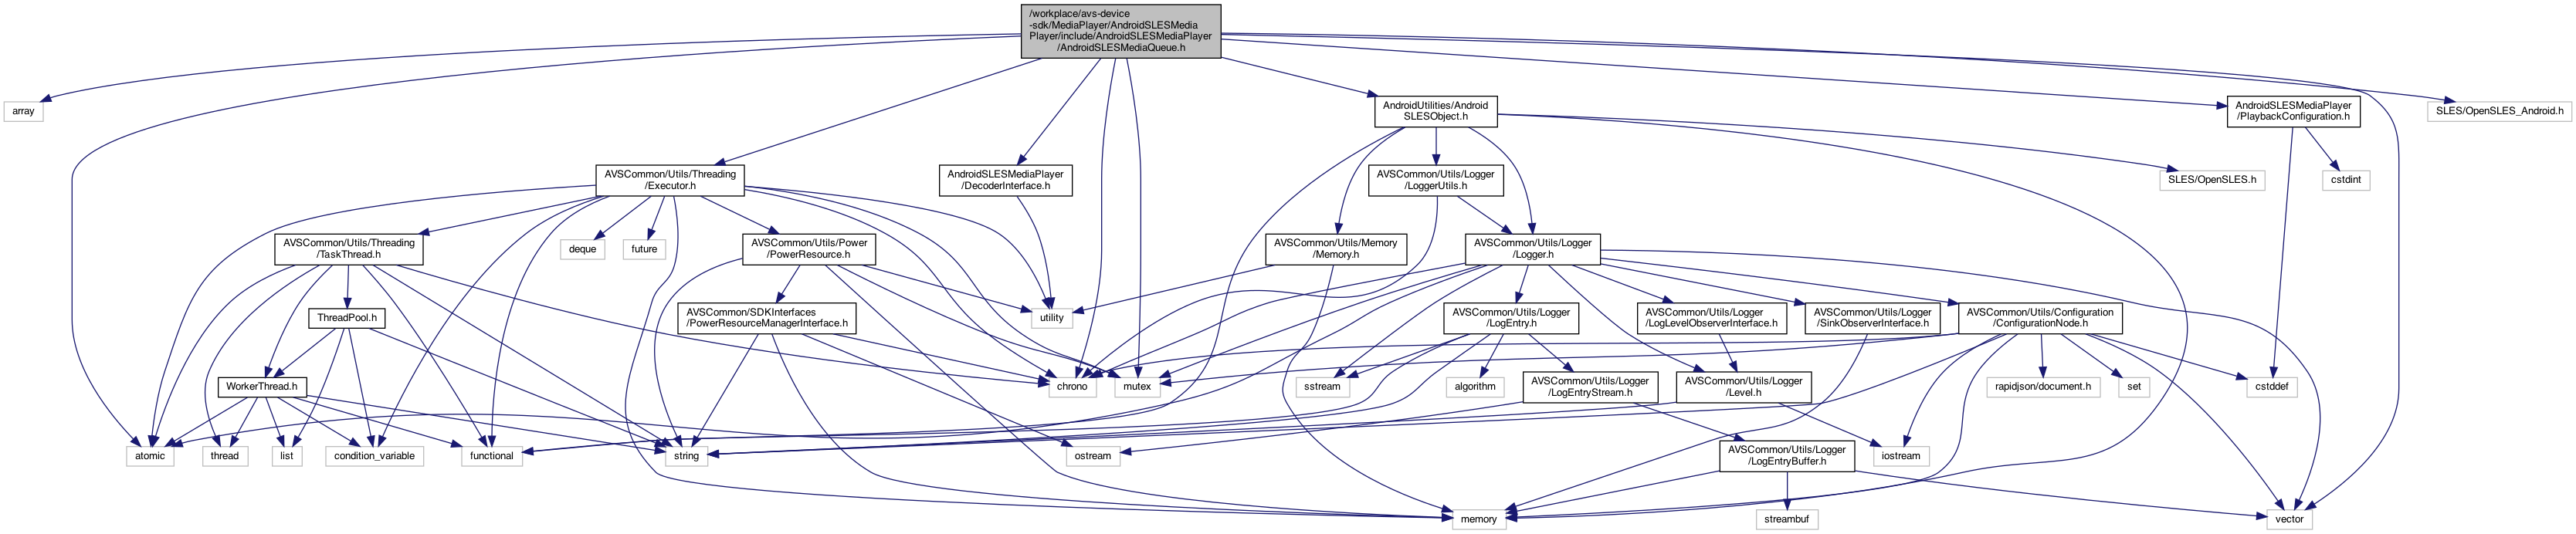 /workplace/avs-device
-sdk/MediaPlayer/AndroidSLESMedia
Player/include/AndroidSLESMediaPlayer
/AndroidSLESMediaQueue.h
array
AndroidUtilities/Android
SLESObject.h
AndroidSLESMediaPlayer
/PlaybackConfiguration.h
SLES/OpenSLES_Android.h
AVSCommon/Utils/Threading
/Executor.h
AndroidSLESMediaPlayer
/DecoderInterface.h
AVSCommon/Utils/Logger
/LoggerUtils.h
SLES/OpenSLES.h
cstdint
AVSCommon/Utils/Threading
/TaskThread.h
deque
future
AVSCommon/Utils/Power
/PowerResource.h
AVSCommon/Utils/Memory
/Memory.h
AVSCommon/Utils/Logger
/Logger.h
ThreadPool.h
AVSCommon/SDKInterfaces
/PowerResourceManagerInterface.h
utility
AVSCommon/Utils/Logger
/LogEntry.h
AVSCommon/Utils/Logger
/LogLevelObserverInterface.h
AVSCommon/Utils/Logger
/SinkObserverInterface.h
AVSCommon/Utils/Configuration
/ConfigurationNode.h
WorkerThread.h
chrono
mutex
sstream
algorithm
AVSCommon/Utils/Logger
/LogEntryStream.h
AVSCommon/Utils/Logger
/Level.h
rapidjson/document.h
set
cstddef
atomic
thread
list
condition_variable
functional
string
ostream
AVSCommon/Utils/Logger
/LogEntryBuffer.h
iostream
memory
streambuf
vector